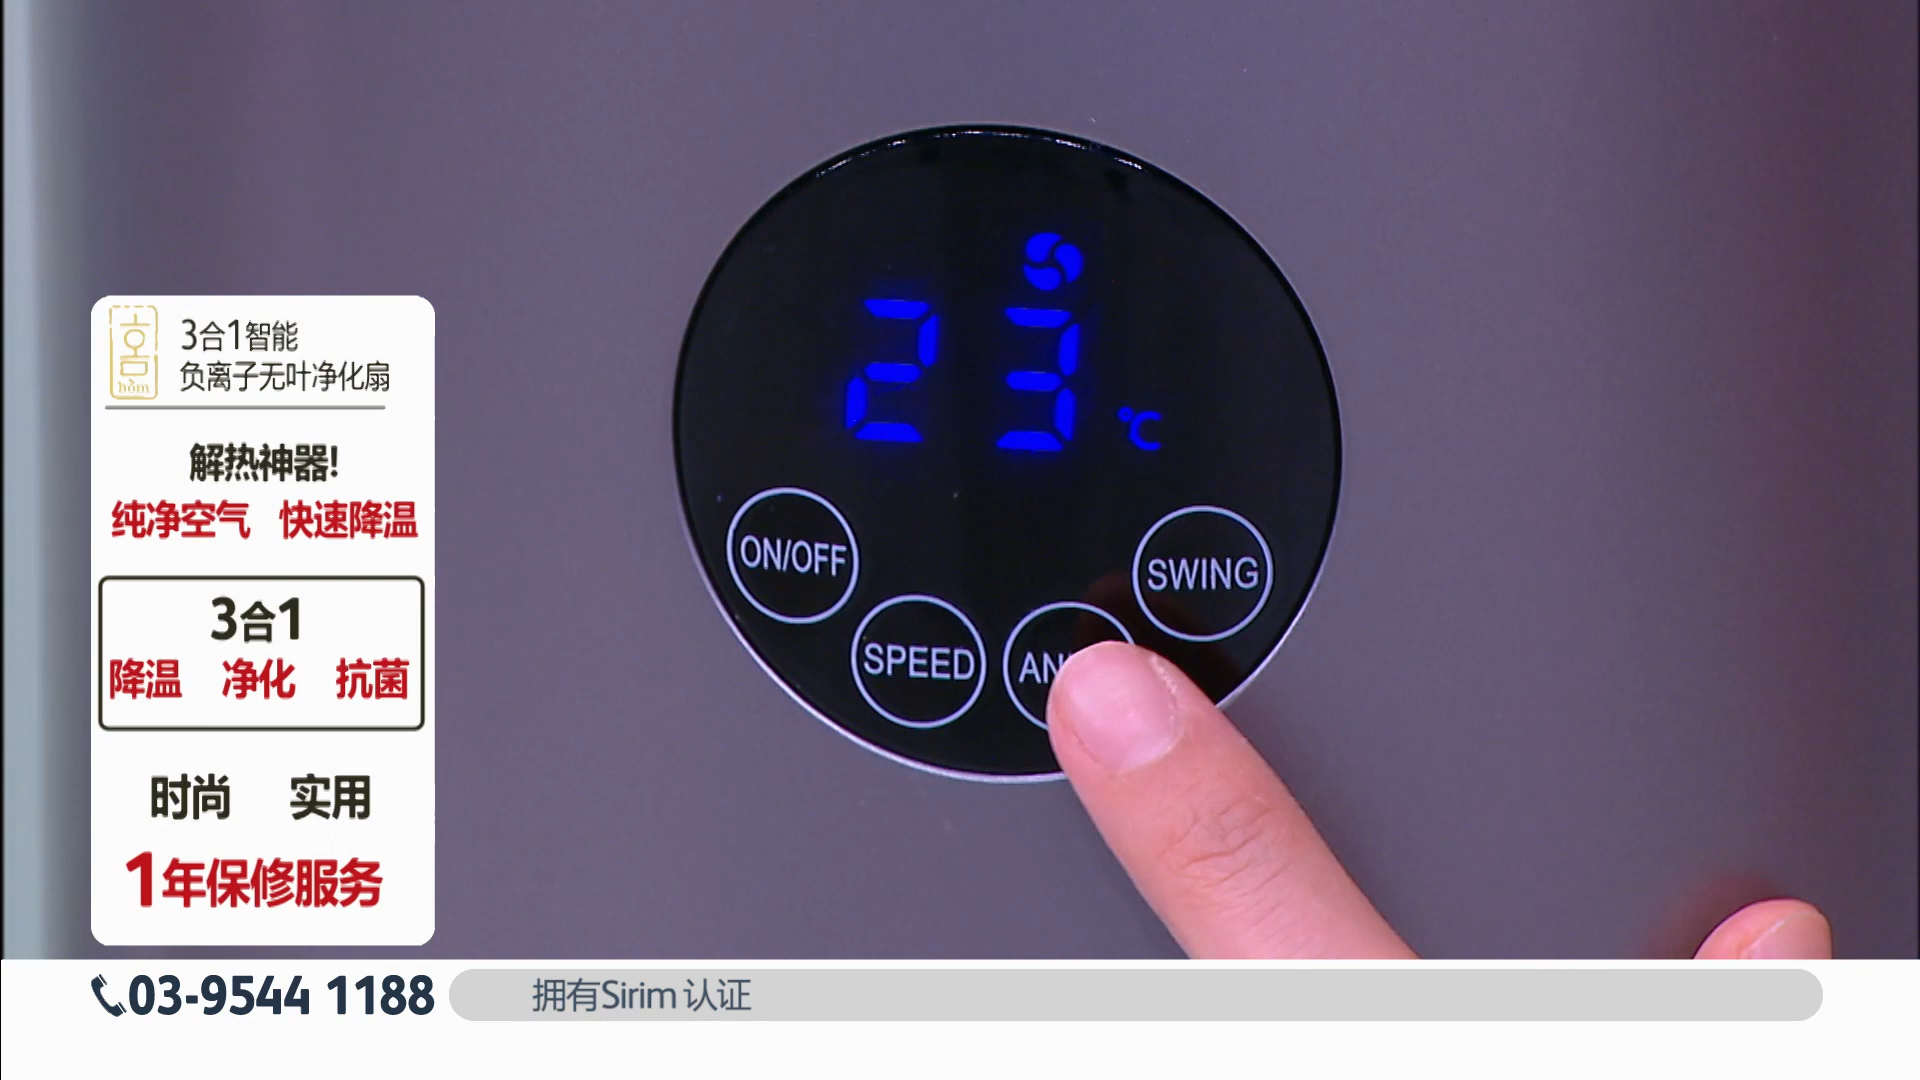 hôm
3合1智能
负离子无叶净化扇
解热神器!
纯净空气 快速降温
3合1
降温 净化 抗菌
时尚 实用
1年保修服务
23 ℃
ON/OFF
SPEED
SWING
03-9544 1188
拥有Sirim 认证